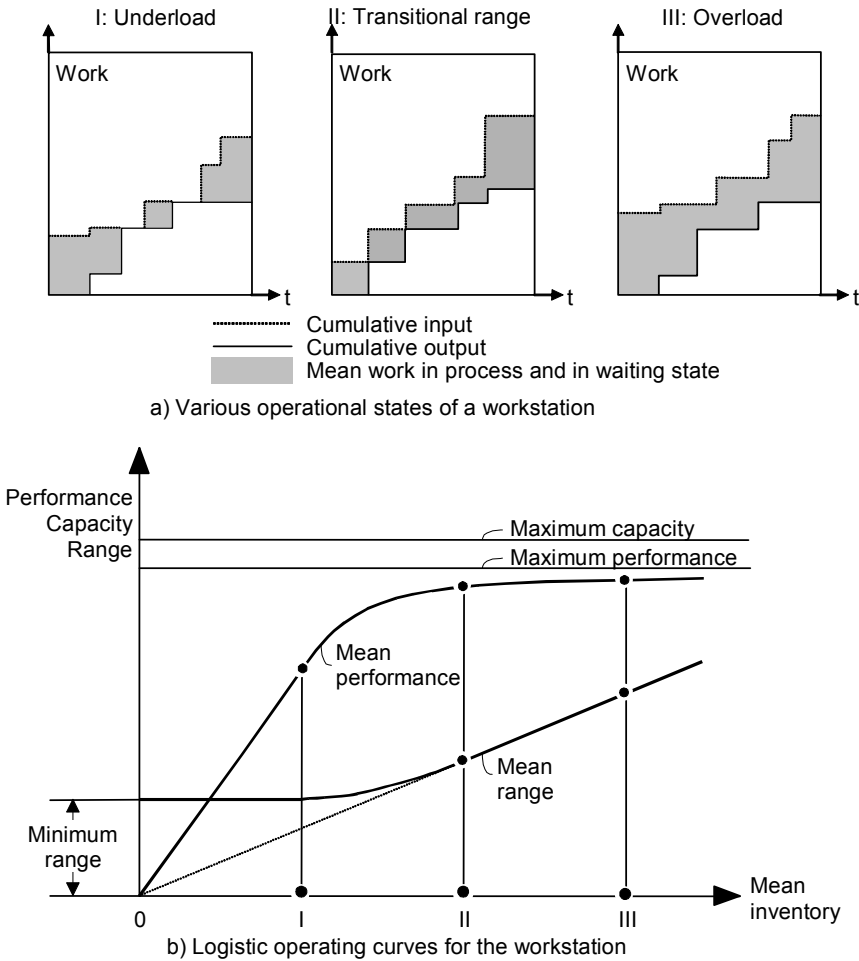 I: Underload
II: Transitional range
III: Overload
Work
Work
Work
t
t
t
Cumulative input
Cumulative output
Mean work in process and in waiting state
a) Various operational states of a workstation
Performance
Capacity
Range
Maximum capacity
Maximum performance
Mean
performance
Mean
range
Minimum
range
Mean
inventory
0
I
II
III
b) Logistic operating curves for the workstation